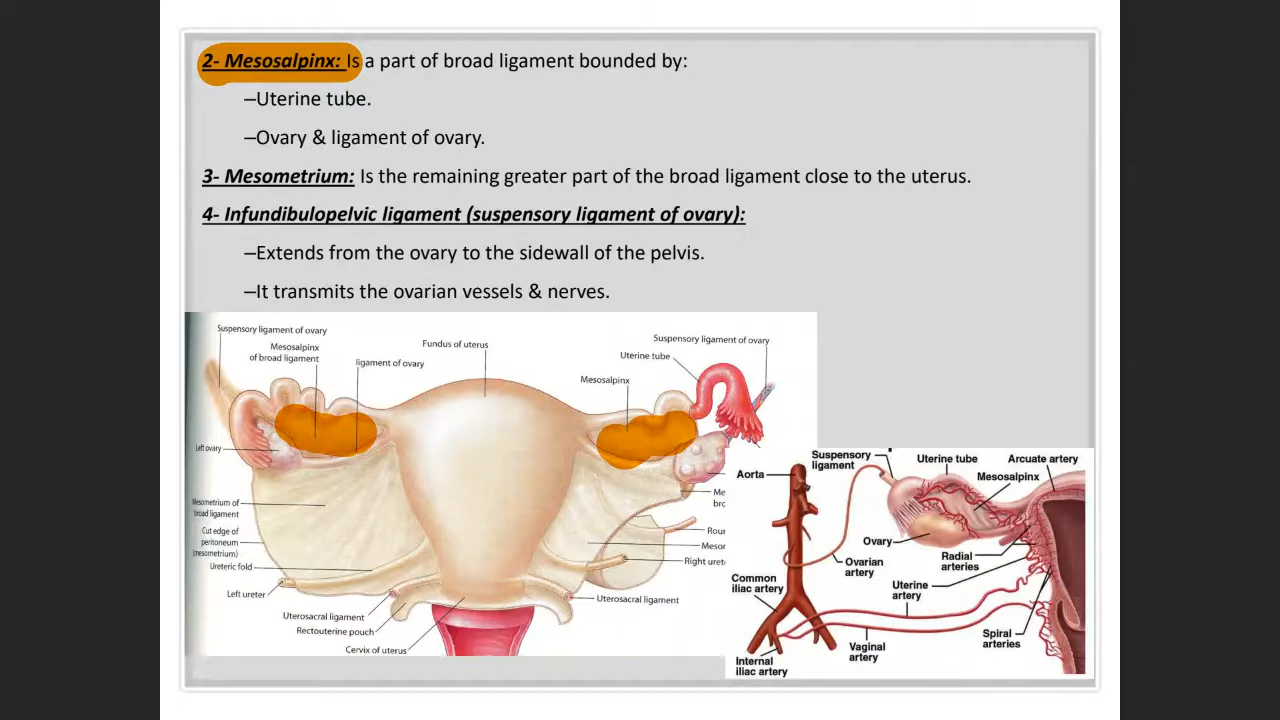 2- Mesosalpinx: Is a part of broad ligament bounded by:
–Uterine tube.
–Ovary & ligament of ovary.
3- Mesometrium: Is the remaining greater part of the broad ligament close to the uterus.
4- Infundibulopelvic ligament (suspensory ligament of ovary):
–Extends from the ovary to the sidewall of the pelvis.
–It transmits the ovarian vessels & nerves.
Suspensory ligament of ovary
Mesosalpinx
of broad ligament
ligament of ovary
Fundus of uterus
Mesosalpinx
Uterine tube
Suspensory ligament of ovary
Left ovary
Mesometrium of
broad ligament
Cut edge of
peritoneum
(mesometrium)
Ureteric fold
Left ureter
Uterosacral ligament
Rectouterine pouch
Cervix of uterus
Uterosacral ligament
Me
bro
Rour
Mesor
Right uret
Suspensory
ligament
Uterine tube
Arcuate artery
Mesosalpinx
Aorta
Ovary
Ovarian
artery
Radial
arteries
Common
iliac artery
Uterine
artery
Vaginal
artery
Spiral
arteries
Internal
iliac artery